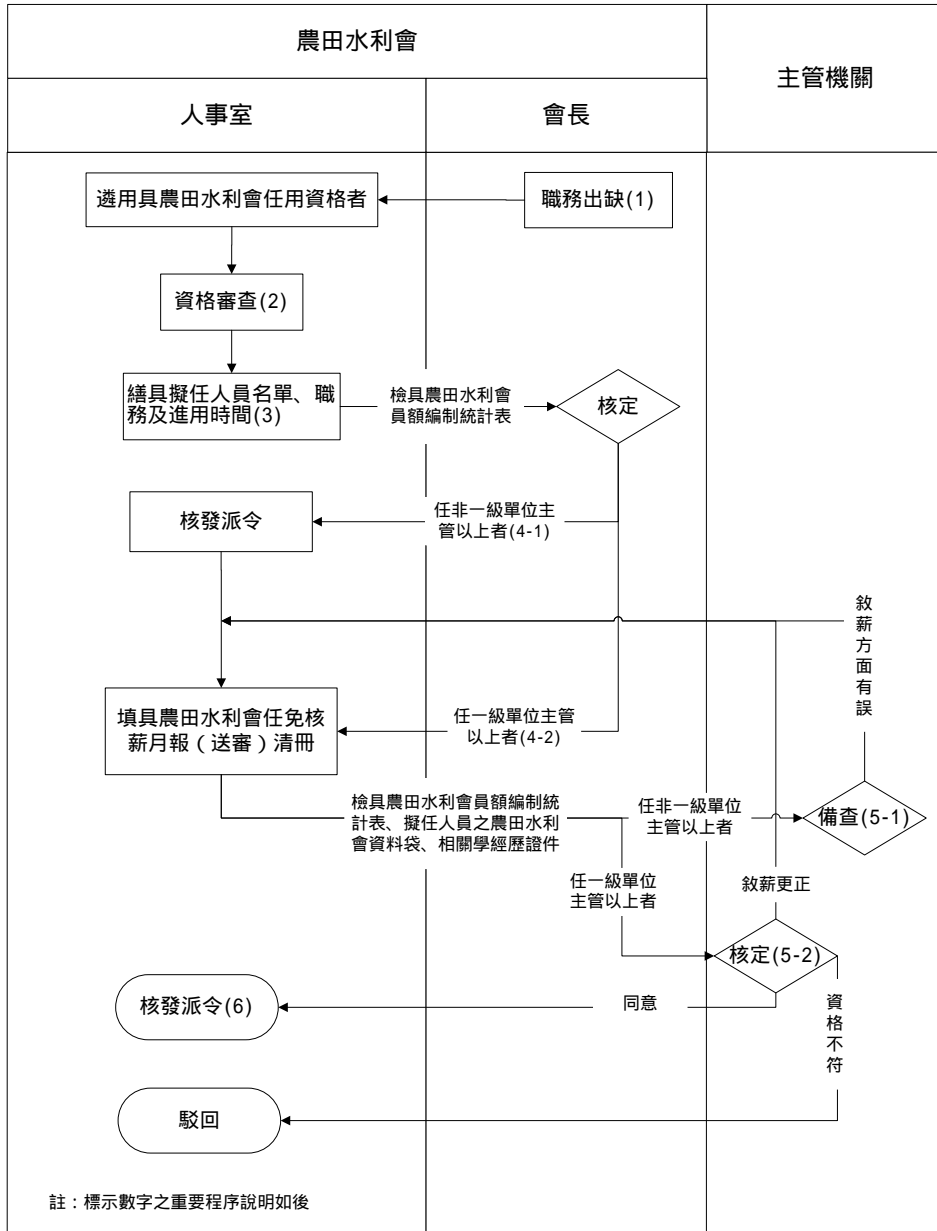 農田水利會
主管機關
人事室
會長
遴用具農田水利會任用資格者
職務出缺(1)
資格審查(2)
繕具擬任人員名單、職
務及進用時間(3)
檢具農田水利會
員額編制統計表
核定
核發派令
任非一級單位主
管以上者(4-1)
敘薪方面有誤
填具農田水利會任免核
薪月報（送審）清冊
任一級單位主管
以上者(4-2)
檢具農田水利會員額編制統
計表、擬任人員之農田水利
會資料袋、相關學經歷證件
任非一級單位
主管以上者
備查(5-1)
任一級單位
主管以上者
敘薪更正
核定(5-2)
核發派令(6)
同意
資格不符
駁回
註：標示數字之重要程序說明如後